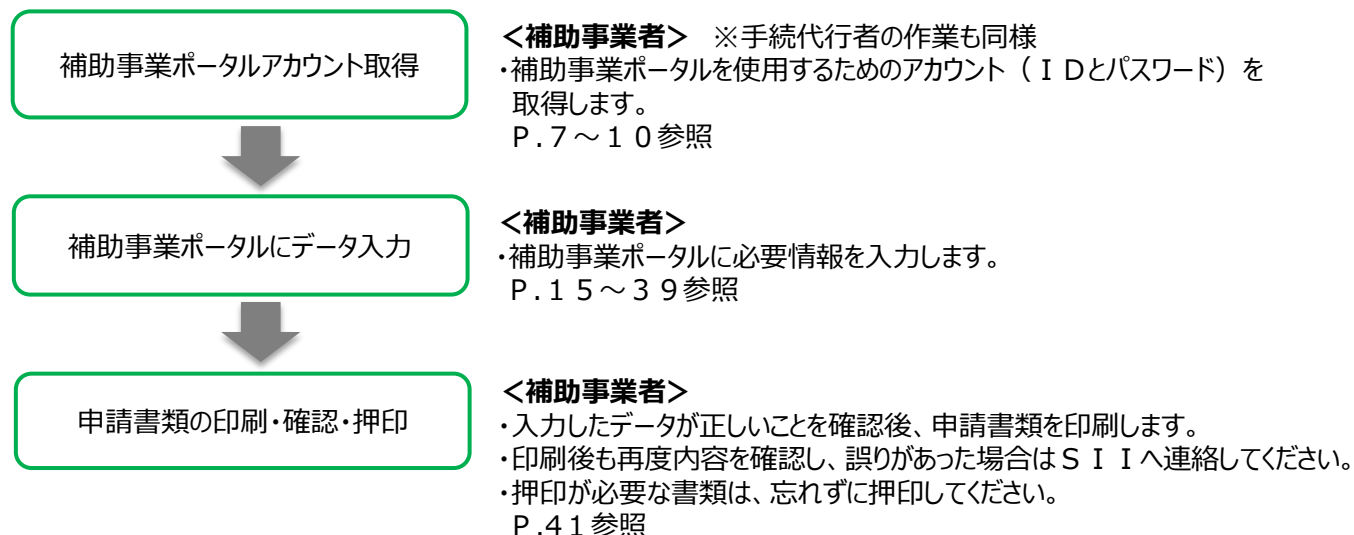 補助事業ポータルアカウント取得
＜補助事業者＞　※手続代行者の作業も同様
・補助事業ポータルを使用するためのアカウント（ＩＤとパスワード）を
取得します。
Ｐ.７～１０参照
補助事業ポータルにデータ入力
＜補助事業者＞
・補助事業ポータルに必要情報を入力します。
Ｐ.１５～３９参照
申請書類の印刷・確認・押印
＜補助事業者＞
・入力したデータが正しいことを確認後、申請書類を印刷します。
・印刷後も再度内容を確認し、誤りがあった場合はＳＩＩへ連絡してください。
・押印が必要な書類は、忘れずに押印してください。
Ｐ.４１参照